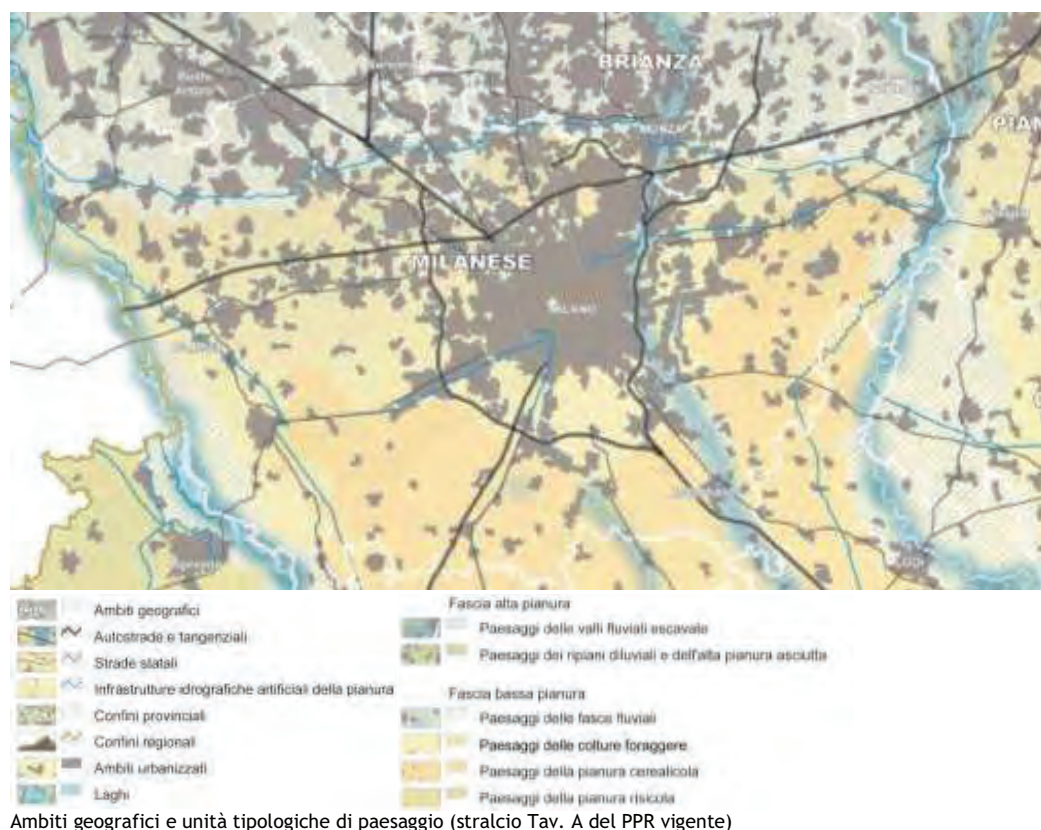 BRIANZA
MONZA
PIAN
MILANESE
MILANO
LODI
Ambiti geografici
Autostrade e tangenziali
Strade statali
Infrastrutture idrografiche artificiali della pianura
Confini provinciali
Confini regionali
Ambiti urbanizzati
Laghi
Fascia alta pianura
Paesaggi delle valli fluviali escavate
Paesaggi dei ripiani diluviali e dell'alta pianura asciutta
Fascia bassa pianura
Paesaggi delle fasce fluviali
Paesaggi delle colture foraggere
Paesaggi della pianura cerealicola
Paesaggi della pianura risicola
Ambiti geografici e unità tipologiche di paesaggio (stralcio Tav. A del PPR vigente)